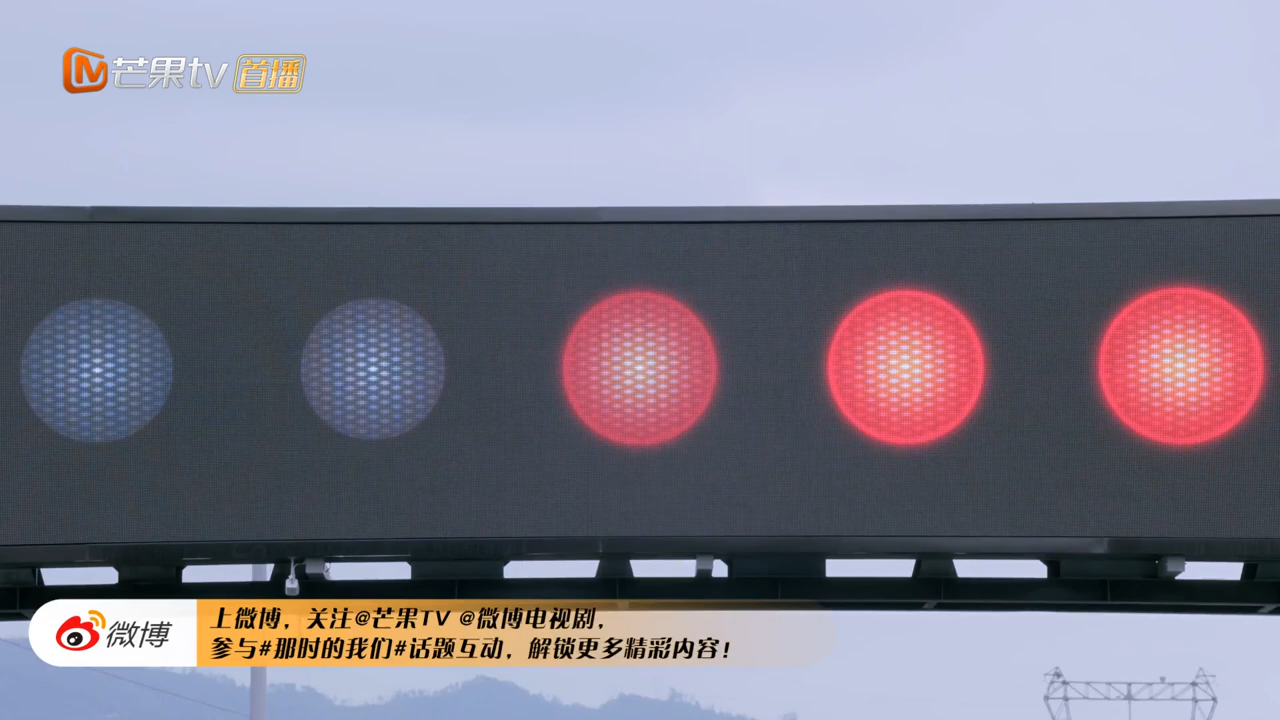 芒果tv 首播
微博
上微博，关注@芒果TV @微博电视剧，
参与#那时的我们#话题互动，解锁更多精彩内容！